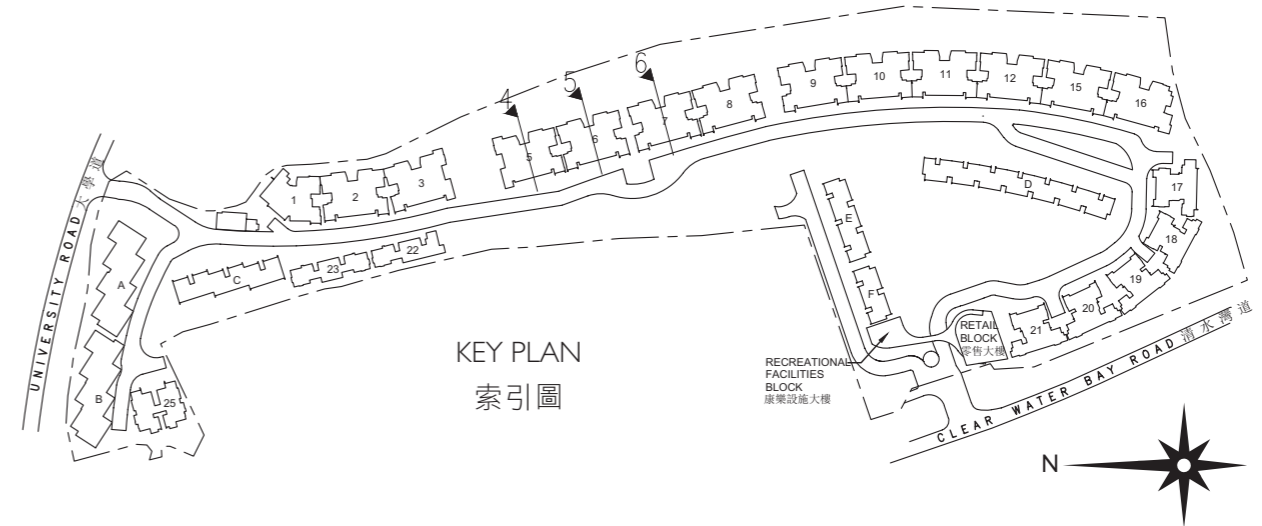 6
5
4
9
10
11
12
15
16
8
7
6
5
3
2
1
UNIVERSITY ROAD 大學道
17
D
18
E
A
22
23
C
19
F
20
21
RETAIL
BLOCK
零售大樓
B
25
KEY PLAN
索引圖
RECREATIONAL
FACILITIES
BLOCK
康樂設施大樓
CLEAR WATER BAY ROAD 清水灣道
N